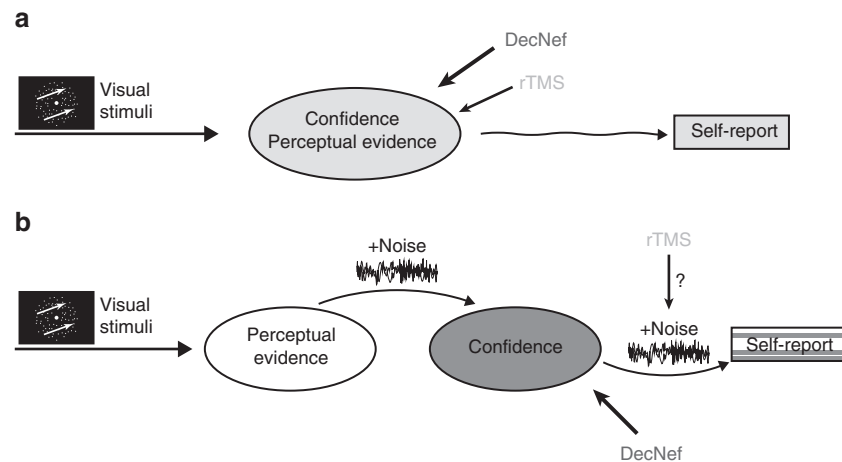 a
DecNef
rTMS
Visual
stimuli
Confidence
Perceptual evidence
Self-report
b
+Noise
rTMS
?
Visual
stimuli
+Noise
Perceptual
evidence
Confidence
Self-report
DecNef